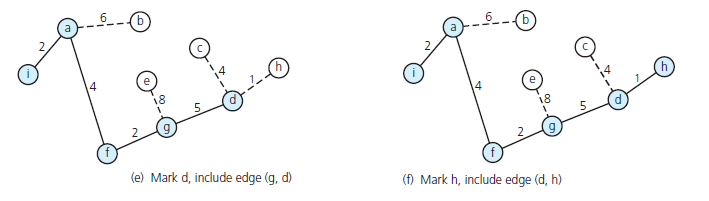 6
a
b
2
i
4
c
4
h
1
e
8
d
5
g
2
f
(e) Mark d, include edge (g, d)
6
a
b
2
i
4
c
4
h
1
e
8
d
5
g
2
f
(f) Mark h, include edge (d, h)